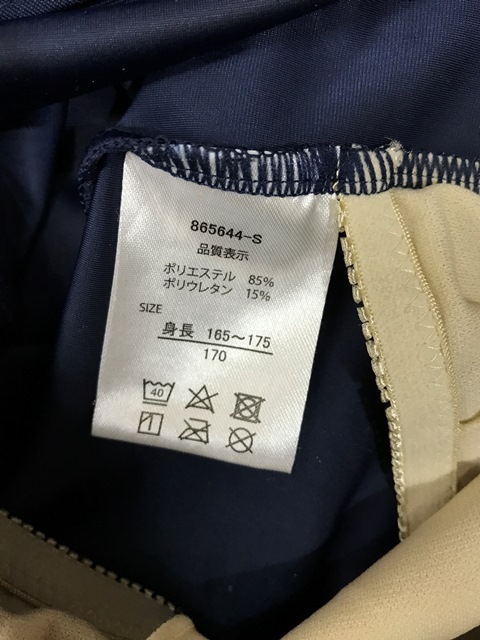 865644-S
品質表示
ポリエステル 85%
ポリウレタン 15%
SIZE
身長 165～175
170
40